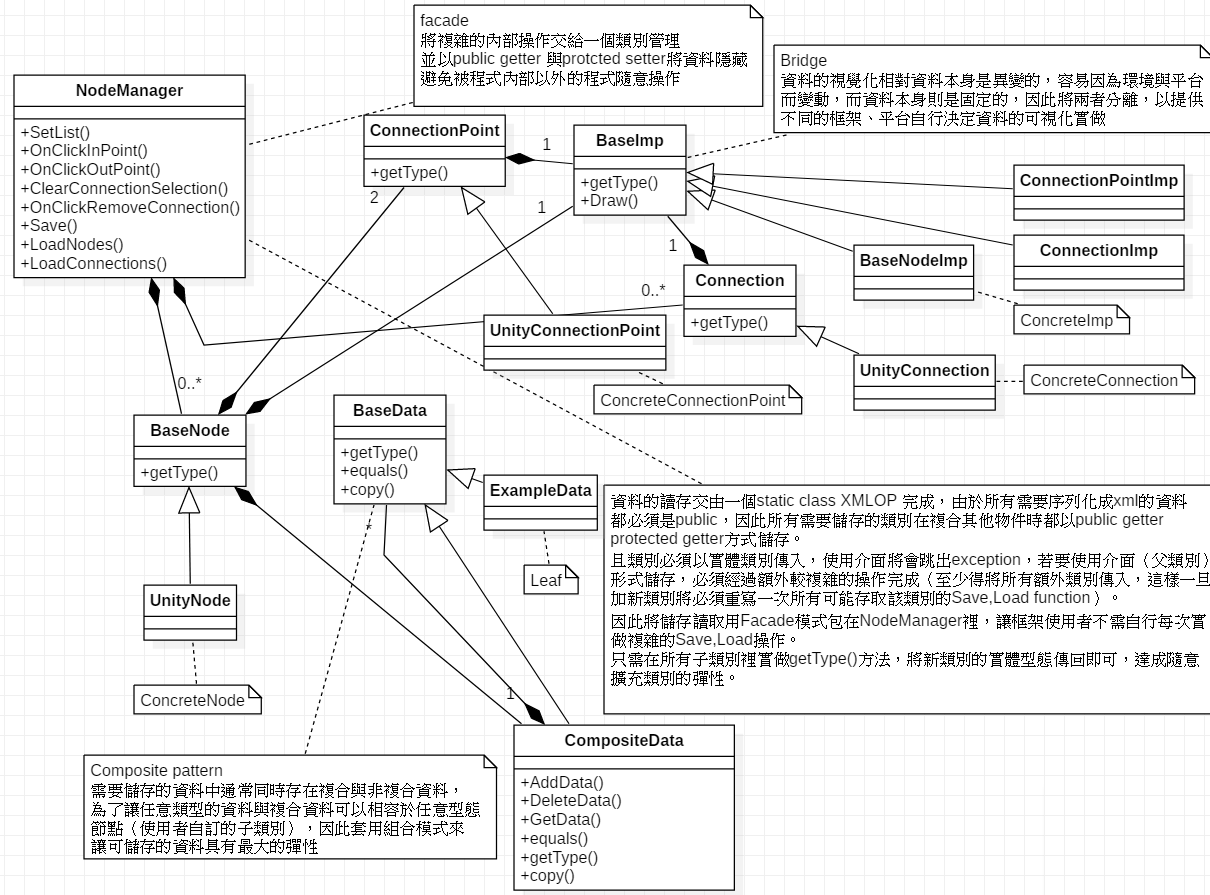 facade
將複雜的內部操作交給一個類別管理
並以public getter 與protcted setter將資料隱藏
避免被程式內部以外的程式隨意操作
Bridge
資料的視覺化相對資料本身是異變的，容易因為環境與平台
而變動，而資料本身則是固定的，因此將兩者分離，以提供
不同的框架、平台自行決定資料的可視化實做
NodeManager
+SetList()
+OnClickInPoint()
+OnClickOutPoint()
+ClearConnectionSelection()
+OnClickRemoveConnection()
+Save()
+LoadNodes()
+LoadConnections()
ConnectionPoint
+getType()
2
1
BaseImp
+getType()
+Draw()
1
1
ConnectionPointImp
ConnectionImp
BaseNodeImp
ConcreteImp
0..*
Connection
+getType()
UnityConnectionPoint
ConcreteConnectionPoint
UnityConnection
ConcreteConnection
0..*
BaseNode
+getType()
BaseData
+getType()
+equals()
+copy()
*
ExampleData
Leaf
UnityNode
ConcreteNode
資料的讀存交由一個static class XMLOP 完成，由於所有需要序列化成xml的資料
都必須是public，因此所有需要儲存的類別在複合其他物件時都以public getter
protected getter方式儲存。
且類別必須以實體類別傳入，使用介面將會跳出exception，若要使用介面（父類別）
形式儲存，必須經過額外較複雜的操作完成（至少得將所有額外類別傳入，這樣一旦
加新類別將必須重寫一次所有可能存取該類別的Save,Load function）。
因此將儲存讀取用Facade模式包在NodeManager裡，讓框架使用者不需自行每次實
做複雜的Save,Load操作。
只需在所有子類別裡實做getType()方法，將新類別的實體型態傳回即可，達成隨意
擴充類別的彈性。
1
CompositeData
+AddData()
+DeleteData()
+GetData()
+equals()
+getType()
+copy()
Composite pattern
需要儲存的資料中通常同時存在複合與非複合資料，
為了讓任意類型的資料與複合資料可以相容於任意型態
節點（使用者自訂的子類別），因此套用組合模式來
讓可儲存的資料具有最大的彈性